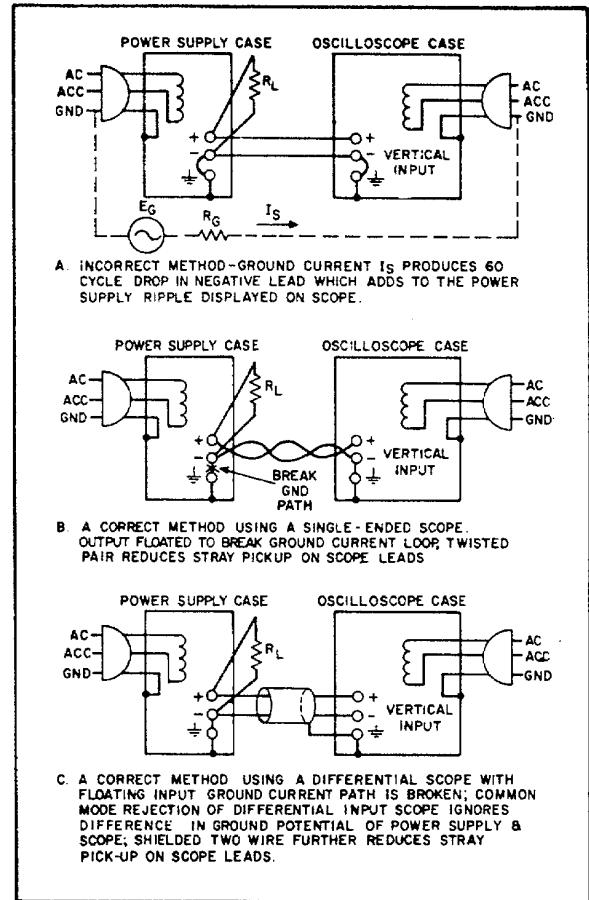 POWER SUPPLY CASE OSCILLOSCOPE CASE
AC
ACC
GND
RL
+
-
+
-
VERTICAL
INPUT
AC
ACC
GND
EG
RG
IS
A. INCORRECT METHOD-GROUND CURRENT IS PRODUCES 60
CYCLE DROP IN NEGATIVE LEAD WHICH ADDS TO THE POWER
SUPPLY RIPPLE DISPLAYED ON SCOPE.
POWER SUPPLY CASE OSCILLOSCOPE CASE
AC
ACC
GND
RL
+
-
BREAK
GND
PATH
+
-
VERTICAL
INPUT
AC
ACC
GND
B. A CORRECT METHOD USING A SINGLE-ENDED SCOPE.
OUTPUT FLOATED TO BREAK GROUND CURRENT LOOP, TWISTED
PAIR REDUCES STRAY PICKUP ON SCOPE LEADS
POWER SUPPLY CASE OSCILLOSCOPE CASE
AC
ACC
GND
RL
+
-
+
-
VERTICAL
INPUT
AC
ACC
GND
C. A CORRECT METHOD USING A DIFFERENTIAL SCOPE WITH
FLOATING INPUT GROUND CURRENT PATH IS BROKEN; COMMON
MODE REJECTION OF DIFFERENTIAL INPUT SCOPE IGNORES
DIFFERENCE IN GROUND POTENTIAL OF POWER SUPPLY &
SCOPE; SHIELDED TWO WIRE FURTHER REDUCES STRAY
PICK-UP ON SCOPE LEADS.